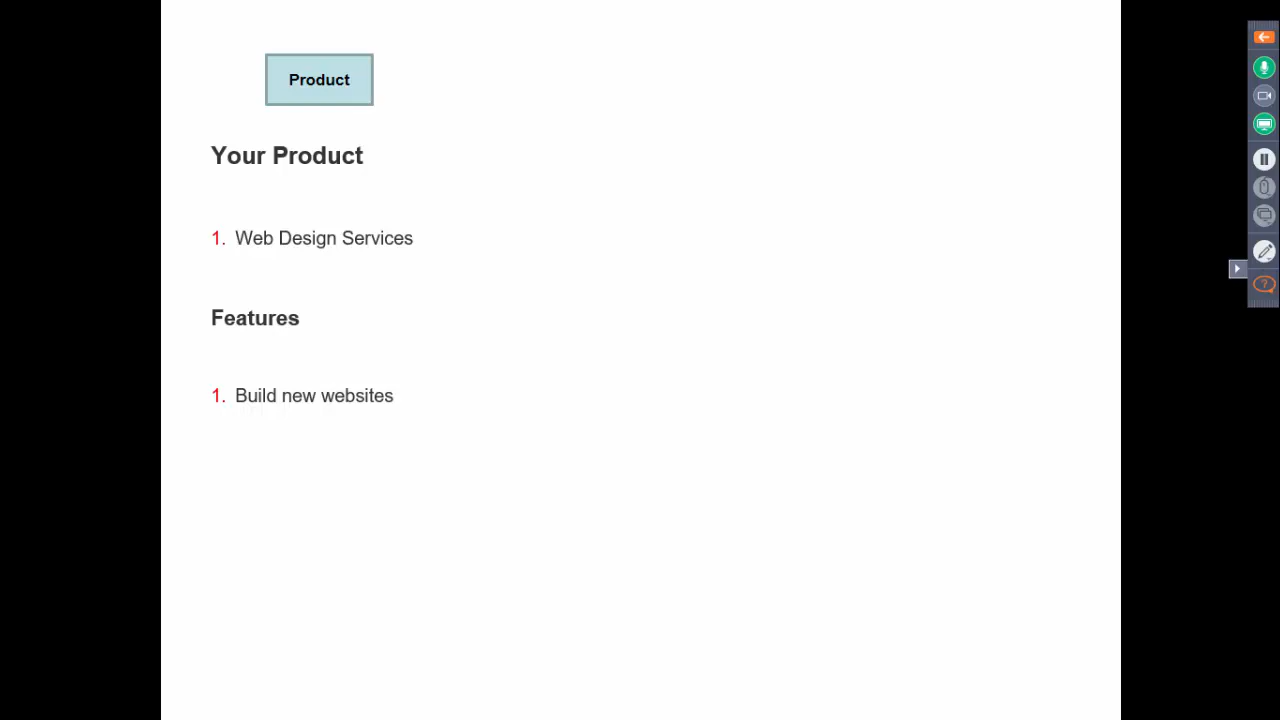 Product
Your Product
1. Web Design Services
Features
1. Build new websites